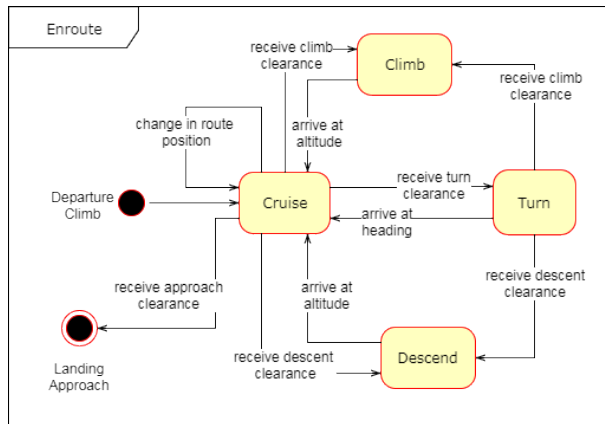 Enroute
receive climb
clearance
Climb
receive climb
clearance
change in route
position
arrive at
altitude
receive turn
clearance
Departure
Climb
Cruise
Turn
arrive at
heading
receive approach
clearance
arrive at
altitude
receive descent
clearance
receive descent
clearance
Descend
Landing
Approach